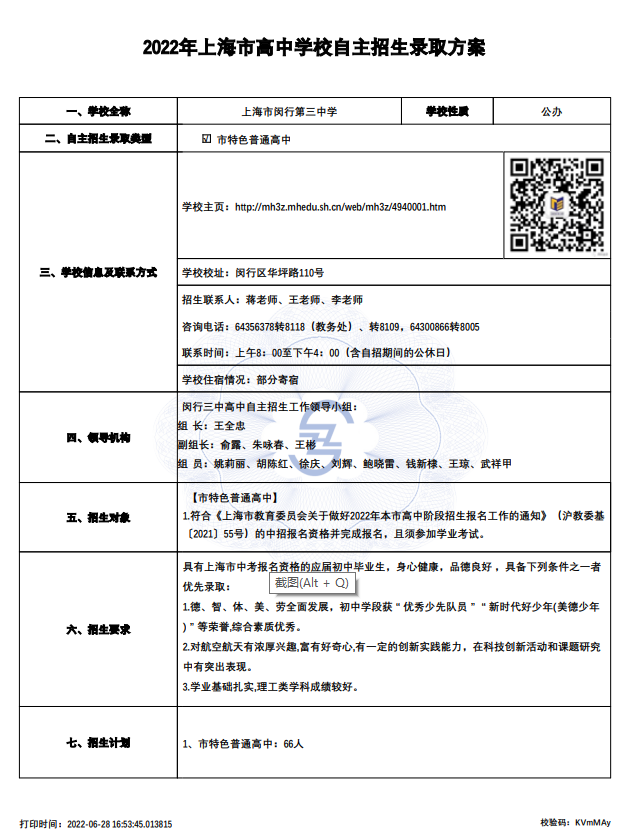 2022年上海市高中学校自主招生录取方案
一、学校全称 上海市闵行第三中学 学校性质 公办
二、自主招生录取类型 ☑ 市特色普通高中
三、学校信息及联系方式
学校主页：http://mh3z.mhedu.sh.cn/web/mh3z/4940001.htm
学校校址：闵行区华坪路110号
招生联系人：蒋老师、王老师、李老师
咨询电话：64356378转8118（教务处）、转8109，64300866转8005
联系时间：上午8：00至下午4：00（含自招期间的公休日）
学校住宿情况：部分寄宿
四、领导机构
闵行三中高中自主招生工作领导小组：
组 长：王全忠
副组长：俞露、朱咏春、王彬
组 员：姚莉丽、胡陈红、徐庆、刘辉、鲍晓雷、钱新棣、王琼、武祥甲
五、招生对象
【市特色普通高中】
1.符合《上海市教育委员会关于做好2022年本市高中阶段招生报名工作的通知》（沪教委基
〔2021〕55号）的中招报名资格并完成报名，且须参加学业考试。
六、招生要求
具有上海市中考报名资格的应届初中毕业生，身心健康，品德良好 ，具备下列条件之一者
优先录取：
截图(Alt + Q)
1.德、智、体、美、劳全面发展，初中学段获＂优秀少先队员＂＂新时代好少年(美德少年
)＂等荣誉,综合素质优秀。
2.对航空航天有浓厚兴趣,富有好奇心,有一定的创新实践能力，在科技创新活动和课题研究
中有突出表现。
3.学业基础扎实,理工类学科成绩较好。
七、招生计划 1、市特色普通高中：66人
打印时间：2022-06-28 16:53:45.013815 校验码：KVmMAy